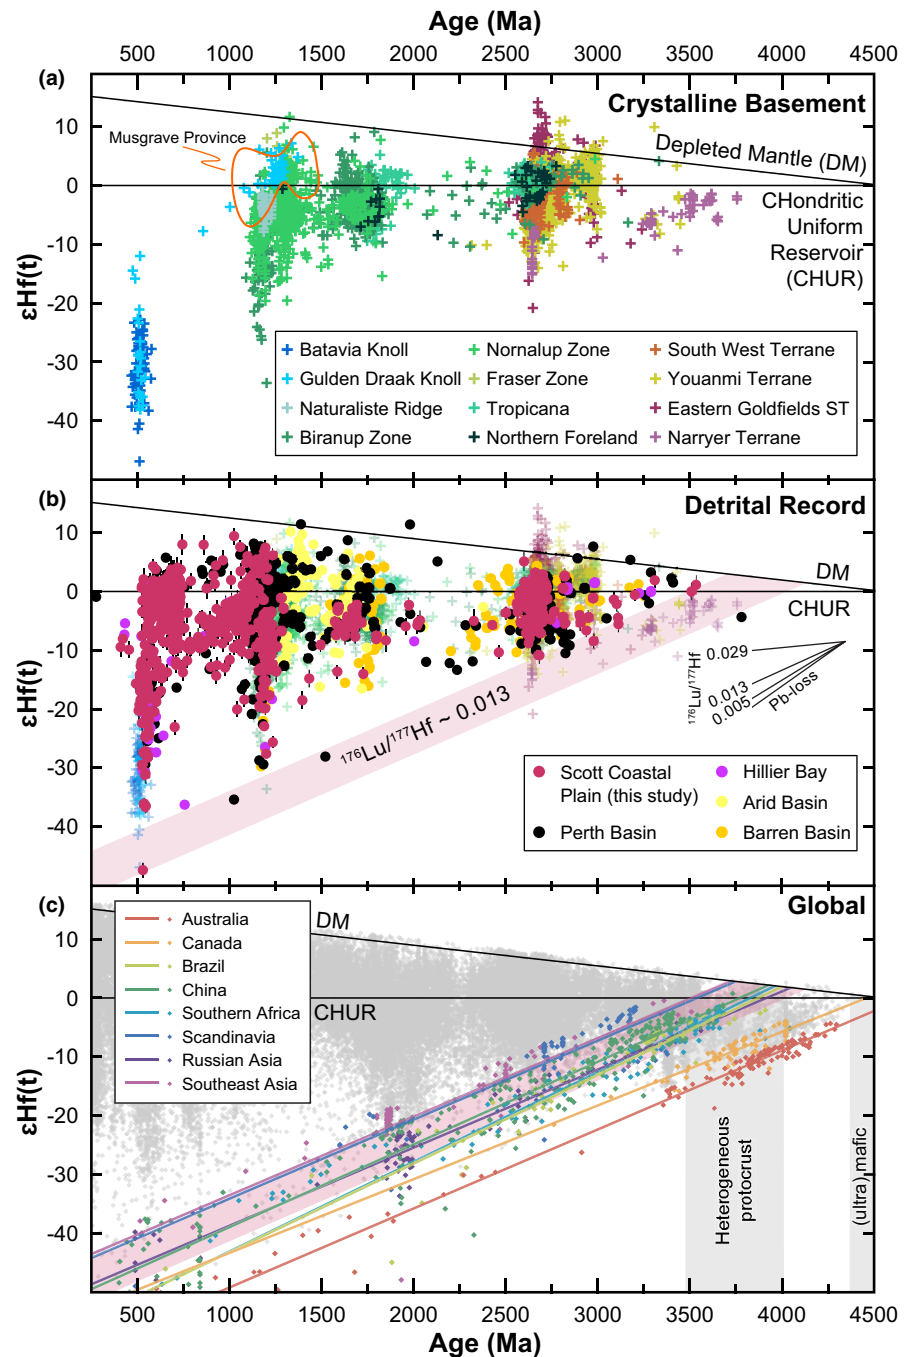 Age (Ma)
500 1000 1500 2000 2500 3000 3500 4000 4500
(a)
Crystalline Basement
Musgrave Province
Depleted Mantle (DM)
CHondritic
Uniform
Reservoir
(CHUR)
εHf(t)
10
0
-10
-20
-30
-40
Batavia Knoll
Gulden Draak Knoll
Naturaliste Ridge
Biranup Zone
Nornalup Zone
Fraser Zone
Tropicana
Northern Foreland
South West Terrane
Youanmi Terrane
Eastern Goldfields ST
Narryer Terrane
(b)
Detrital Record
DM
CHUR
εHf(t)
10
0
-10
-20
-30
-40
¹⁷⁶Lu/¹⁷⁷Hf ~ 0.013
¹⁷⁶Lu/¹⁷⁷Hf
0.029
0.013
0.005
Pb-loss
Scott Coastal
Plain (this study)
Perth Basin
Hillier Bay
Arid Basin
Barren Basin
(c)
Global
DM
CHUR
εHf(t)
10
0
-10
-20
-30
-40
Australia
Canada
Brazil
China
Southern Africa
Scandinavia
Russian Asia
Southeast Asia
Heterogeneous
protocrust
(ultra) mafic
500 1000 1500 2000 2500 3000 3500 4000 4500
Age (Ma)